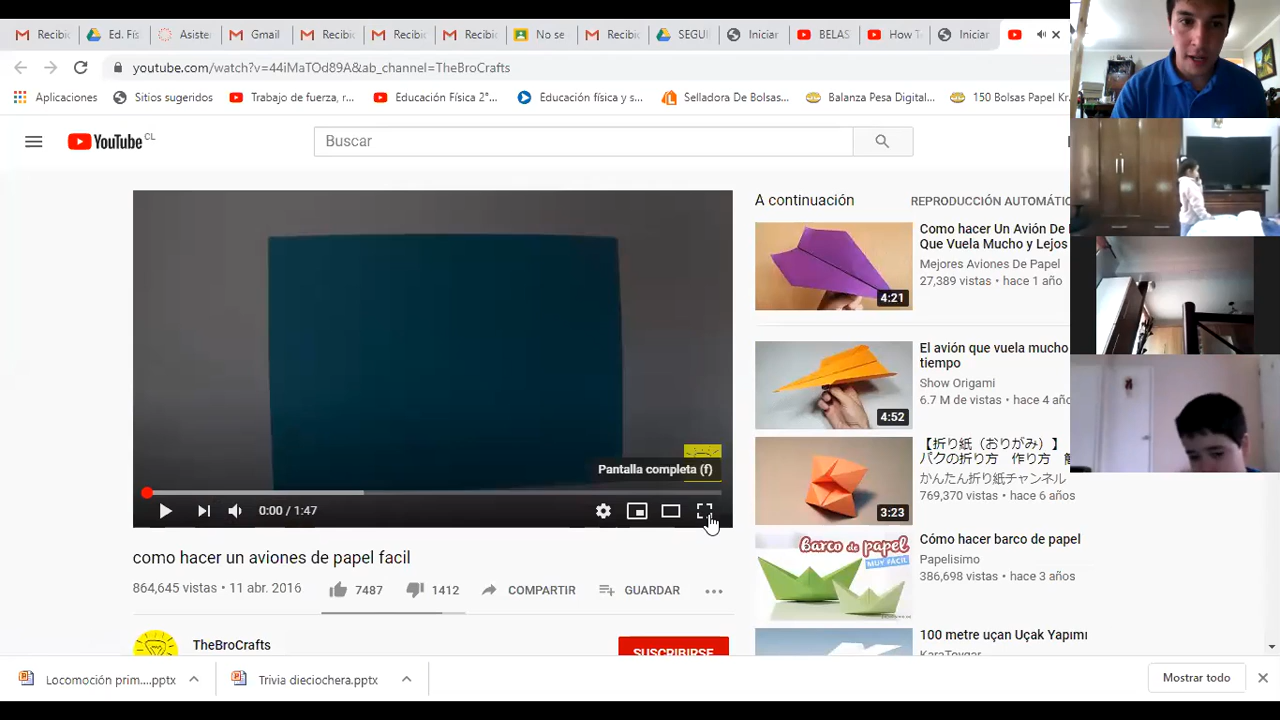 Recibio
Ed. Fís
Asiste
Gmail
Recib
Recibi
Recib
No se
Recib
SEGUI
Iniciar
BELAS
How T
Iniciar
youtube.com/watch?v=44iMaTOd89A&ab_channel=TheBroCrafts
Aplicaciones
Sitios sugeridos
Trabajo de fuerza, r...
Educación Física 2°...
Educación física y s...
Selladora De Bolsas...
Balanza Pesa Digital...
150 Bolsas Papel Kr
YouTube CL
Buscar
Pantalla completa (f)
0:00 / 1:47
como hacer un aviones de papel facil
864,645 vistas • 11 abr. 2016
7487
1412
COMPARTIR
GUARDAR
TheBroCrafts
SUSCRIBIRSE
A continuación
REPRODUCCIÓN AUTOMÁTIC
Como hacer Un Avión De
Que Vuela Mucho y Lejos
Mejores Aviones De Papel
27,389 vistas • hace 1 año
4:21
El avión que vuela mucho
tiempo
Show Origami
6.7 M de vistas • hace 4 año
4:52
【折り紙（おりがみ）】
パクの折り方 作り方
かんたん折り紙チャンネル
769,370 vistas • hace 6 años
3:23
barco de papel
MUY FÁCIL
Cómo hacer barco de papel
Papelisimo
386,698 vistas • hace 3 años
100 metre uçan Uçak Yapımı
KaraToygar
Locomoción prim....pptx
Trivia dieciochera.pptx
Mostrar todo